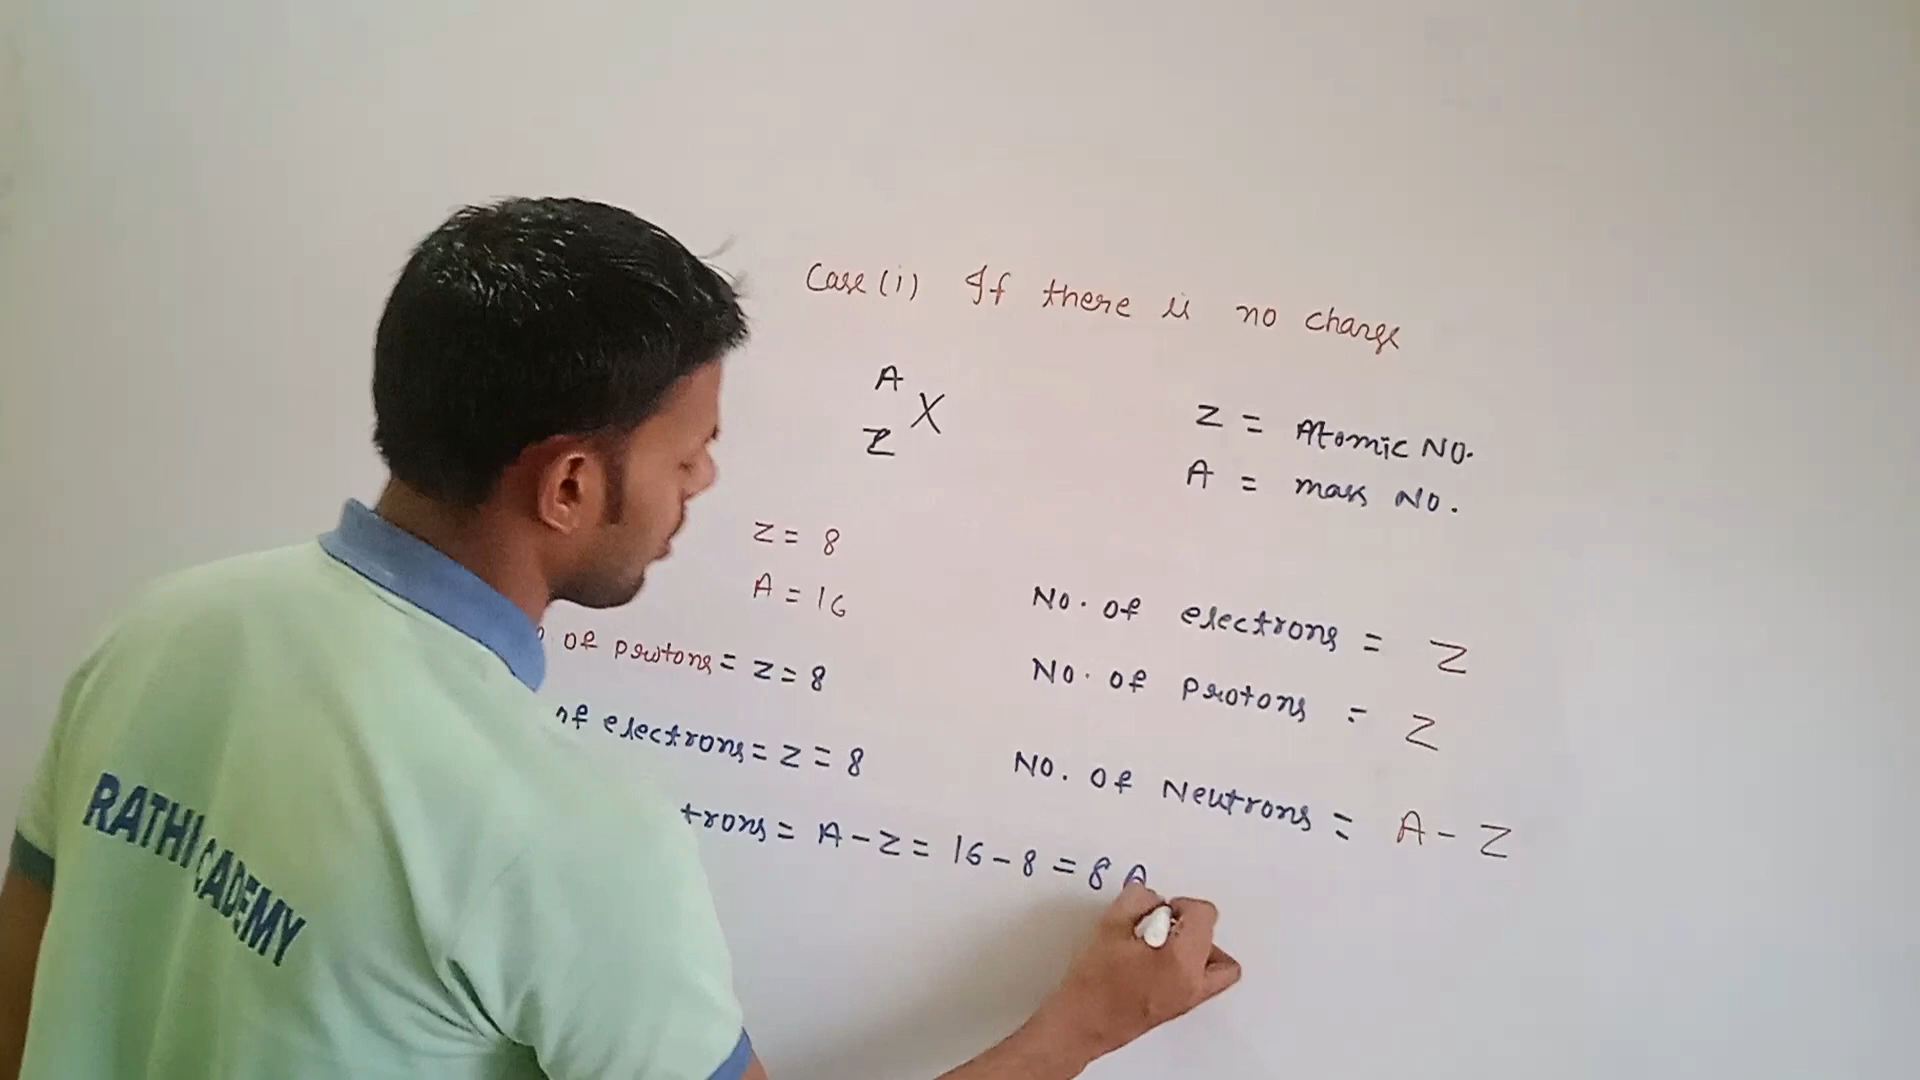 Case (i) If there is no charge
A
Z X
Z = Atomic NO.
A = mass NO.
Z = 8
A = 16
of protons = Z = 8
of electrons = Z = 8
trons = A - Z = 16 - 8 = 8
No. of electrons = Z
No. of Protons = Z
No. of Neutrons = A - Z
RATHI CADEMY